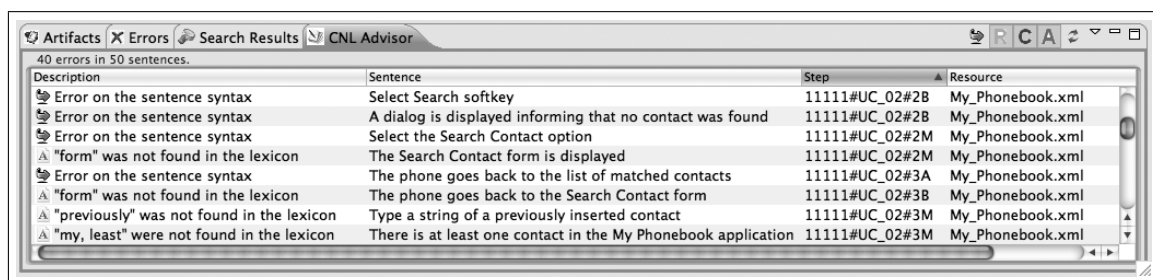 Artifacts Errors Search Results CNL Advisor R C A
40 errors in 50 sentences.
Description Sentence Step Resource
Error on the sentence syntax Select Search softkey 11111#UC_02#2B My_Phonebook.xml
Error on the sentence syntax A dialog is displayed informing that no contact was found 11111#UC_02#2B My_Phonebook.xml
Error on the sentence syntax Select the Search Contact option 11111#UC_02#2M My_Phonebook.xml
A "form" was not found in the lexicon The Search Contact form is displayed 11111#UC_02#2M My_Phonebook.xml
Error on the sentence syntax The phone goes back to the list of matched contacts 11111#UC_02#3A My_Phonebook.xml
A "form" was not found in the lexicon The phone goes back to the Search Contact form 11111#UC_02#3B My_Phonebook.xml
A "previously" was not found in the lexicon Type a string of a previously inserted contact 11111#UC_02#3M My_Phonebook.xml
A "my, least" were not found in the lexicon There is at least one contact in the My Phonebook application 11111#UC_02#3M My_Phonebook.xml